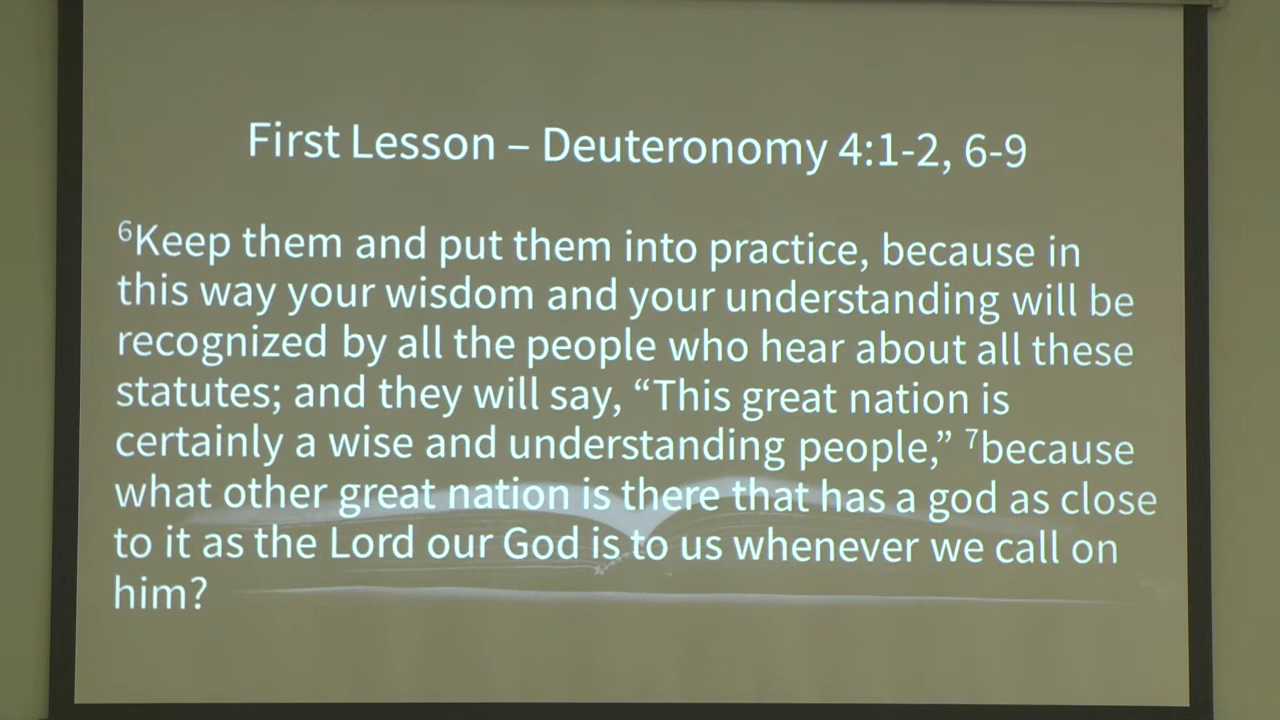 First Lesson – Deuteronomy 4:1-2, 6-9
⁶Keep them and put them into practice, because in
this way your wisdom and your understanding will be
recognized by all the people who hear about all these
statutes; and they will say, “This great nation is
certainly a wise and understanding people,” ⁷because
what other great nation is there that has a god as close
to it as the Lord our God is to us whenever we call on
him?